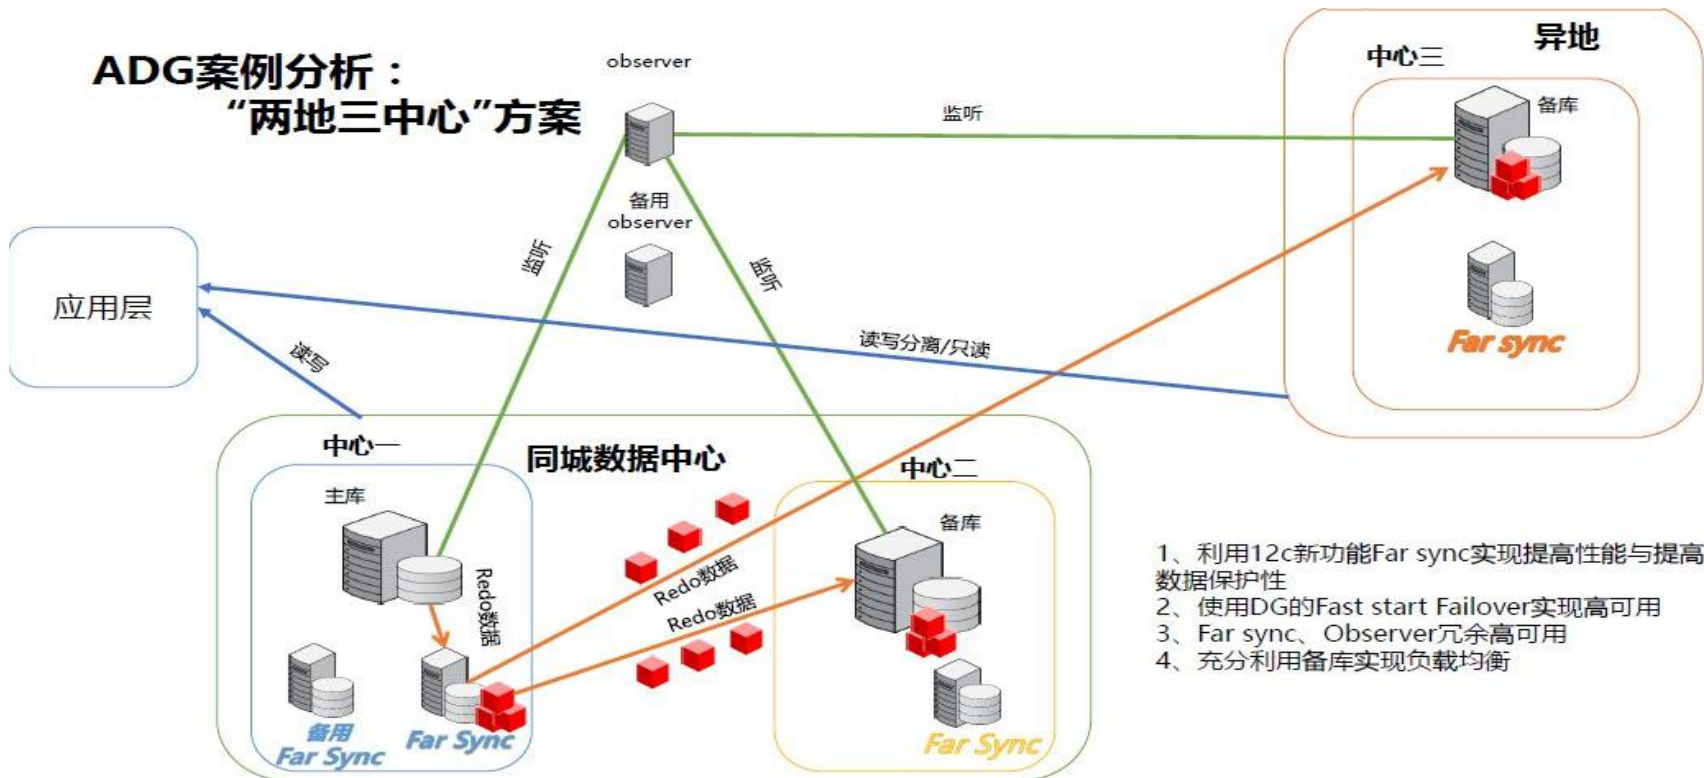 ADG案例分析：
“两地三中心”方案
observer
备用
observer
监听
监听
监听
异地
中心三
备库
Far sync
应用层
读写
读写分离/只读
同城数据中心
中心一
主库
Redo数据
备用
Far Sync
Far Sync
Redo数据
Redo数据
中心二
备库
Far Sync
1、利用12c新功能Far sync实现提高性能与提高
数据保护性
2、使用DG的Fast start Failover实现高可用
3、Far sync、Observer冗余高可用
4、充分利用备库实现负载均衡